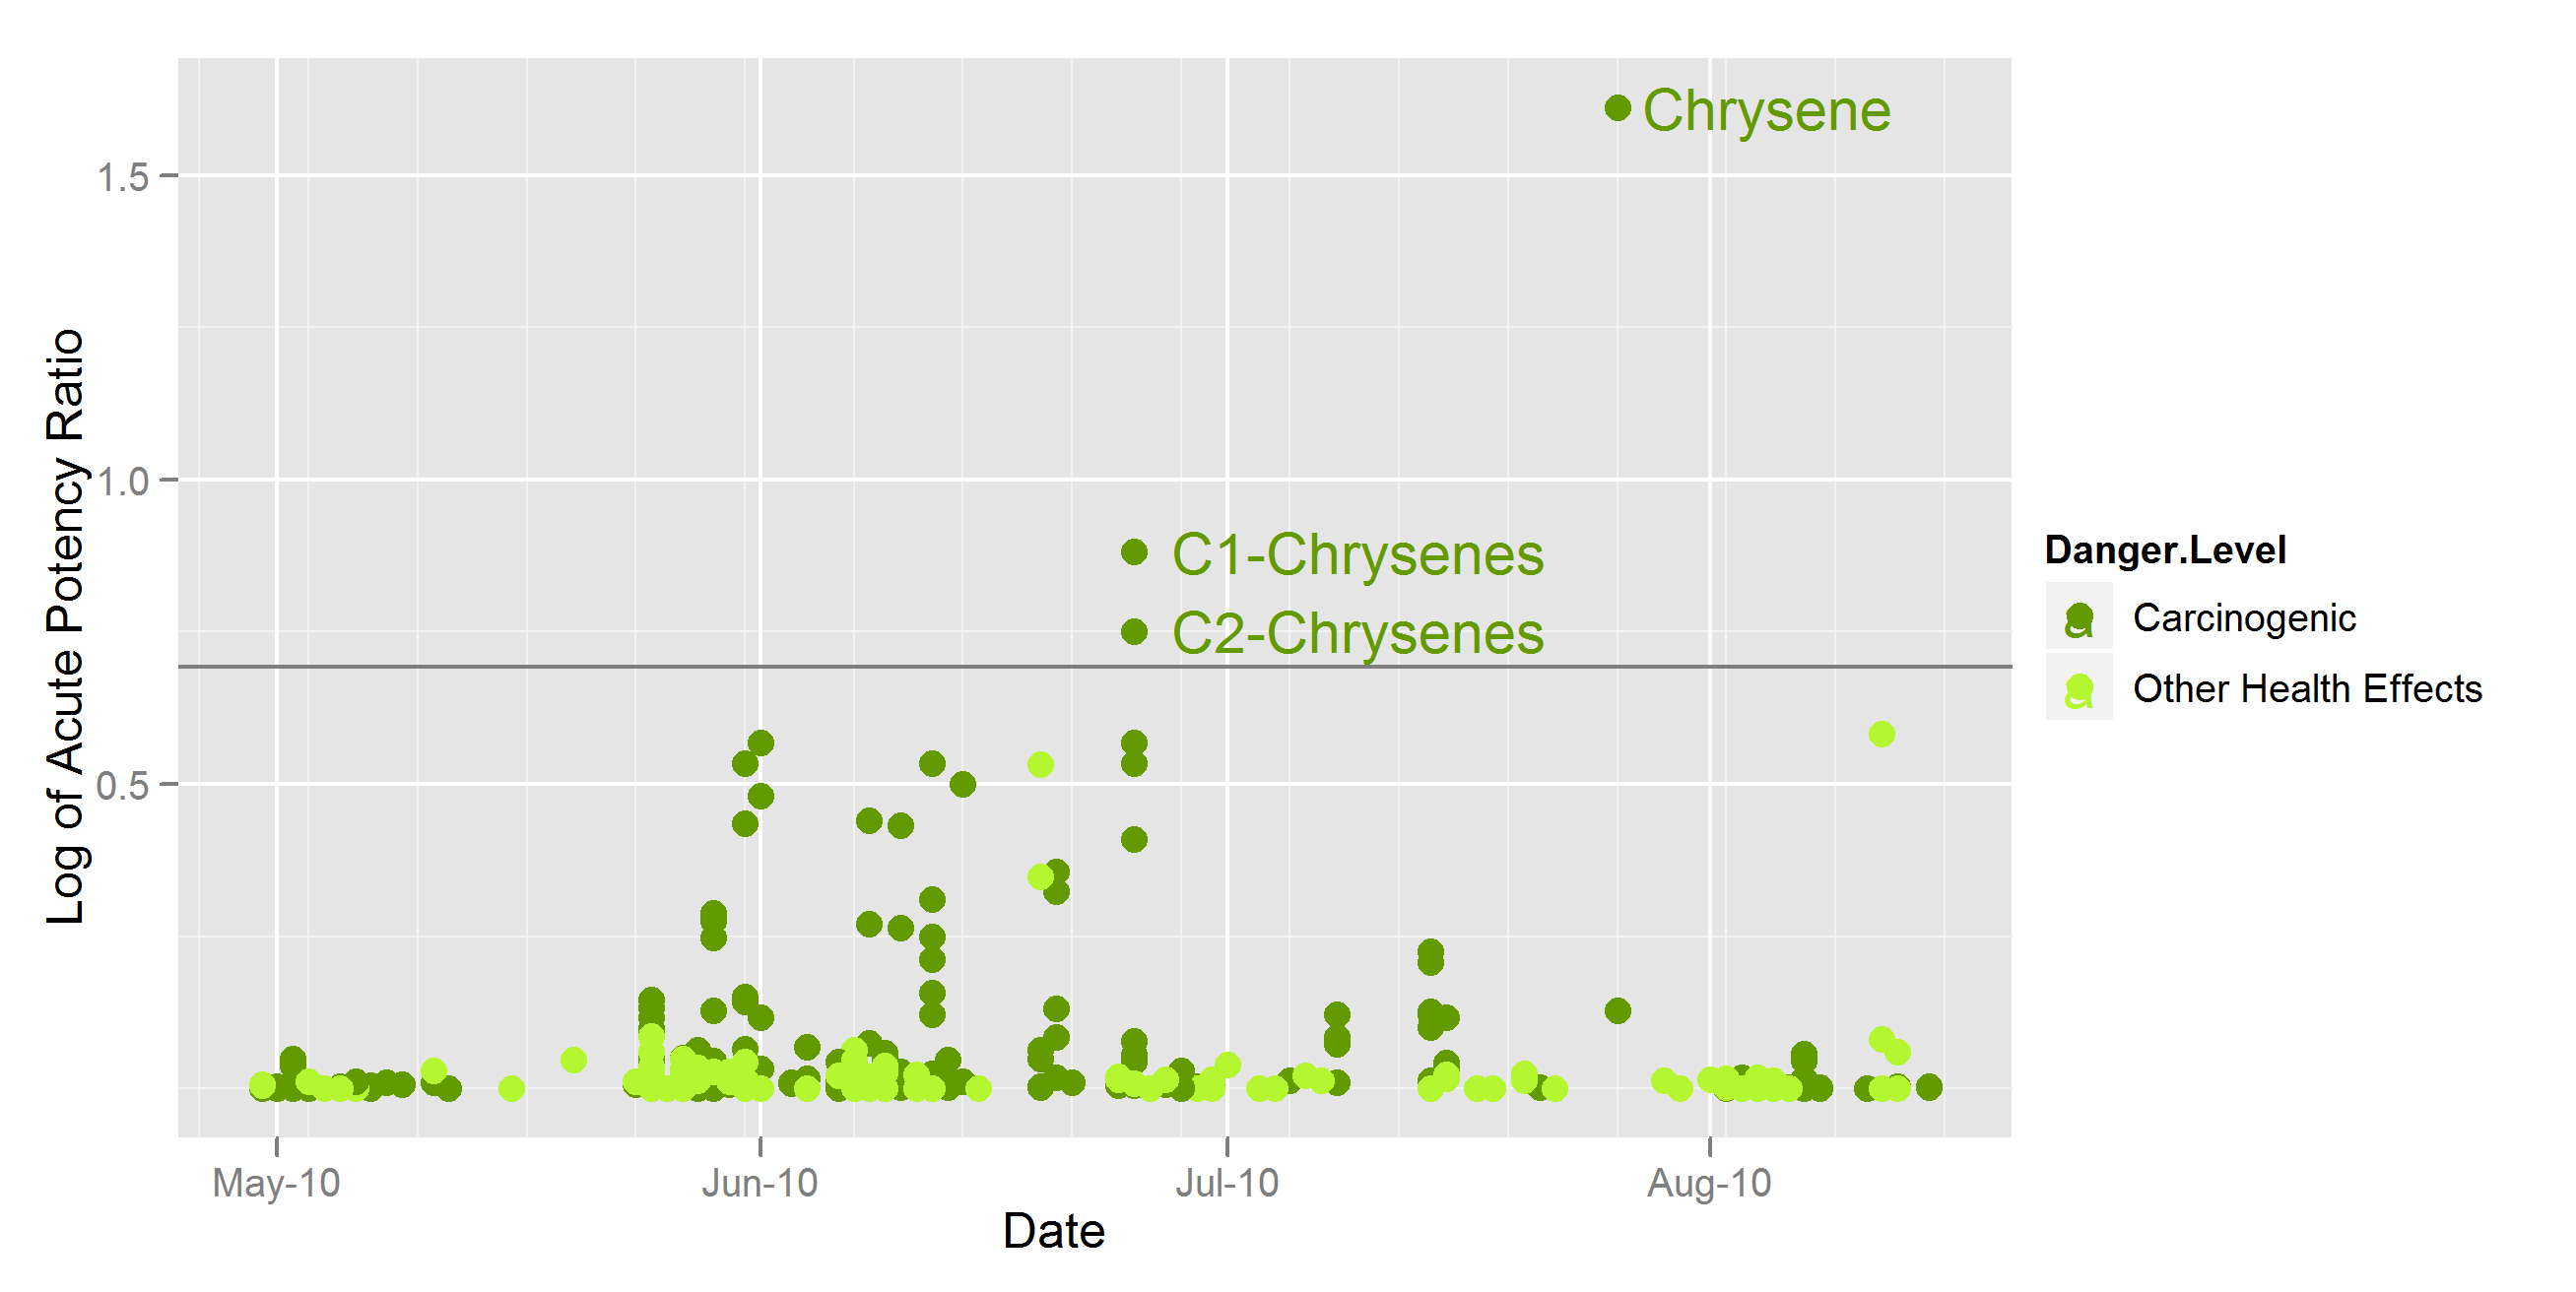 Chrysene
1.5
1.0
C1-Chrysenes
C2-Chrysenes
0.5
Log of Acute Potency Ratio
May-10
Jun-10
Jul-10
Aug-10
Date
Danger.Level
a Carcinogenic
a Other Health Effects